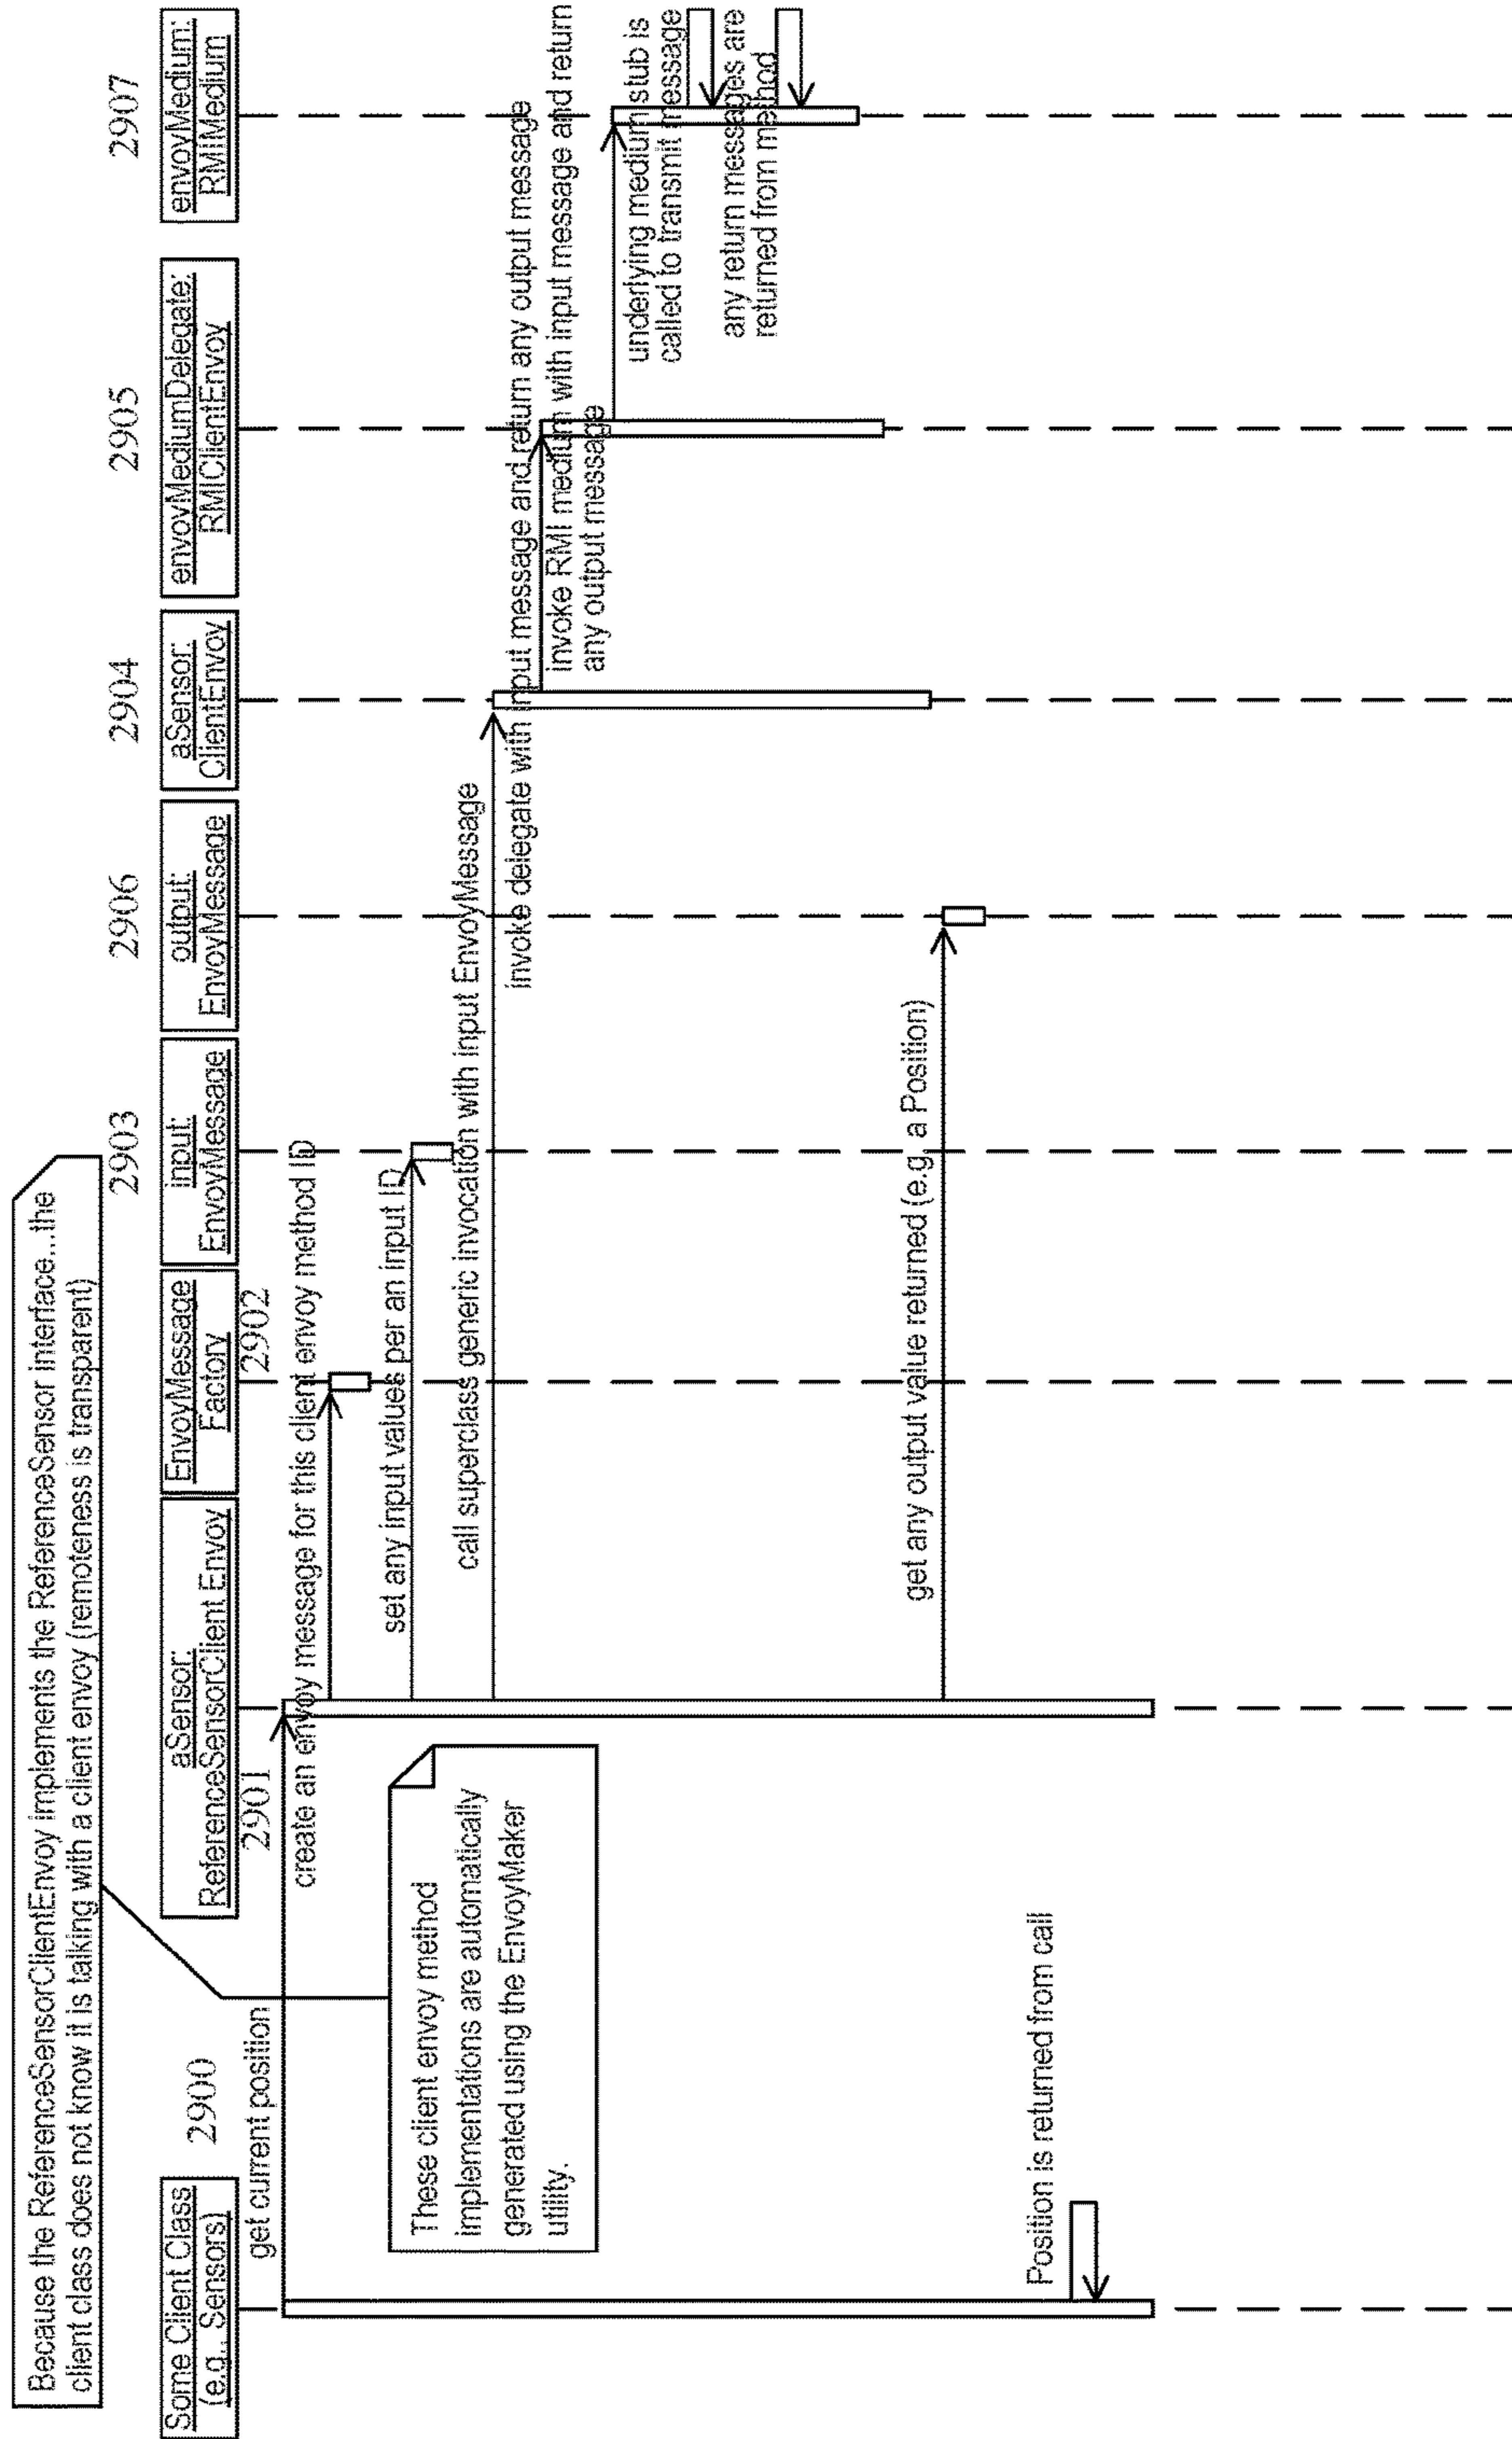 Because the ReferenceSensorClientEnvoy implements the ReferenceSensor interface...the
client class does not know it is talking with a client envoy (remoteness is transparent)
2900
2901
2902
2903
2906
2904
2905
2907
Some Client Class
(e.g., Sensors)
aSensor:
ReferenceSensorClient Envoy
EnvoyMessage
Factory
input:
EnvoyMessage
output:
EnvoyMessage
aSensor:
ClientEnvoy
envoyMediumDelegate:
RMIClientEnvoy
envoyMedium:
RMIMedium
get current position
create an envoy message for this client envoy method ID
These client envoy method
implementations are automatically
generated using the EnvoyMaker
utility.
set any input values per an input ID
call superclass generic invocation with input EnvoyMessage
invoke delegate with input message and return any output message
invoke RMI medium with input message and return
any output message
underlying medium stub is
called to transmit message
any return messages are
returned from method
get any output value returned (e.g. a Position)
Position is returned from call